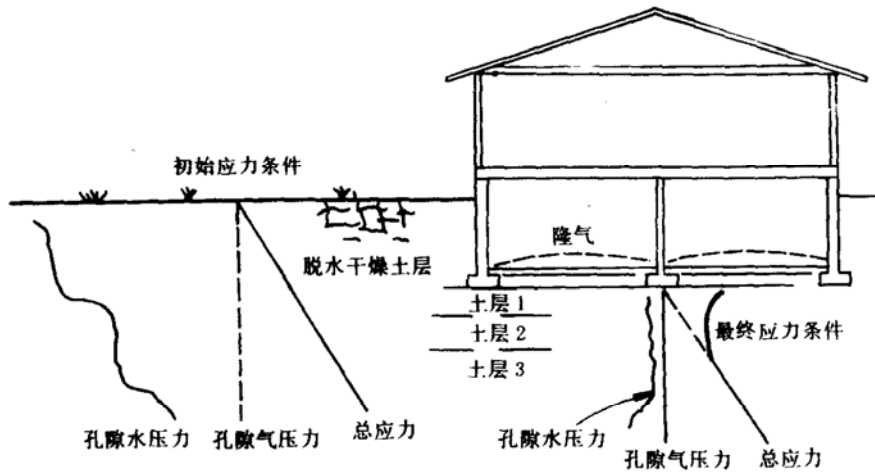 初始应力条件
脱水干燥土层
隆气
土层 1
土层 2
土层 3
最终应力条件
孔隙水压力
孔隙气压力
总应力
孔隙水压力
孔隙气压力
总应力